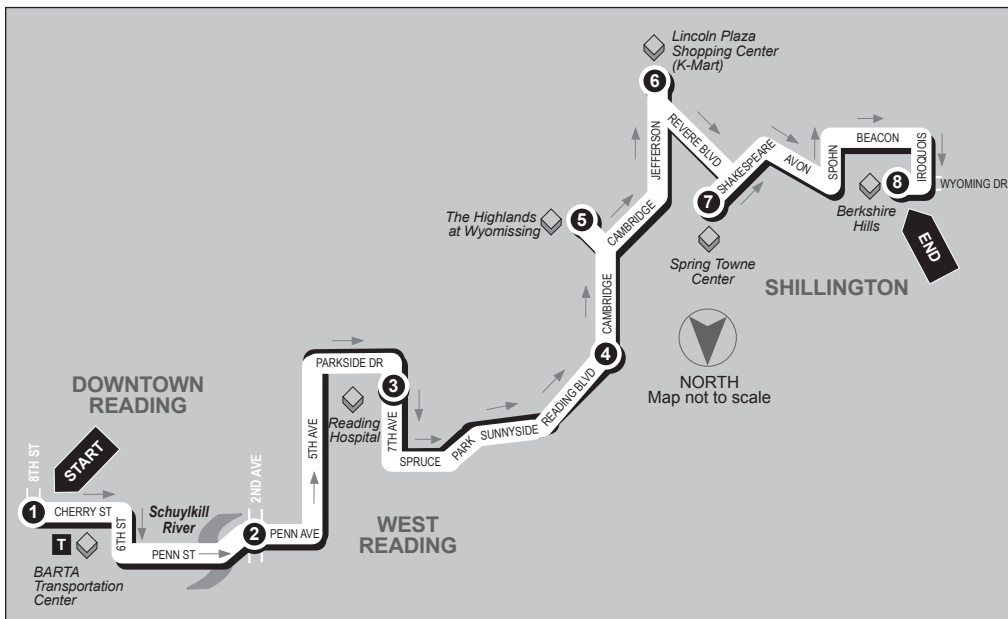 Lincoln Plaza
Shopping Center
(K-Mart)
6
REVERE BLVD
JEFFERSON
SHAKESPEARE
AVON
SPOHN
BEACON
IROQUOIS
WYOMING DR
8
7
Berkshire
Hills
END
Spring Towne
Center
SHILLINGTON
The Highlands
at Wyomissing
5
CAMBRIDGE
CAMBRIDGE
4
NORTH
Map not to scale
READING BLVD
SUNNYSIDE
PARK
SPRUCE
7TH AVE
3
PARKSIDE DR
Reading
Hospital
5TH AVE
DOWNTOWN
READING
START
8TH ST
1
CHERRY ST
6TH ST
T
BARTA
Transportation
Center
Schuylkill
River
PENN ST
2ND AVE
2
PENN AVE
WEST
READING